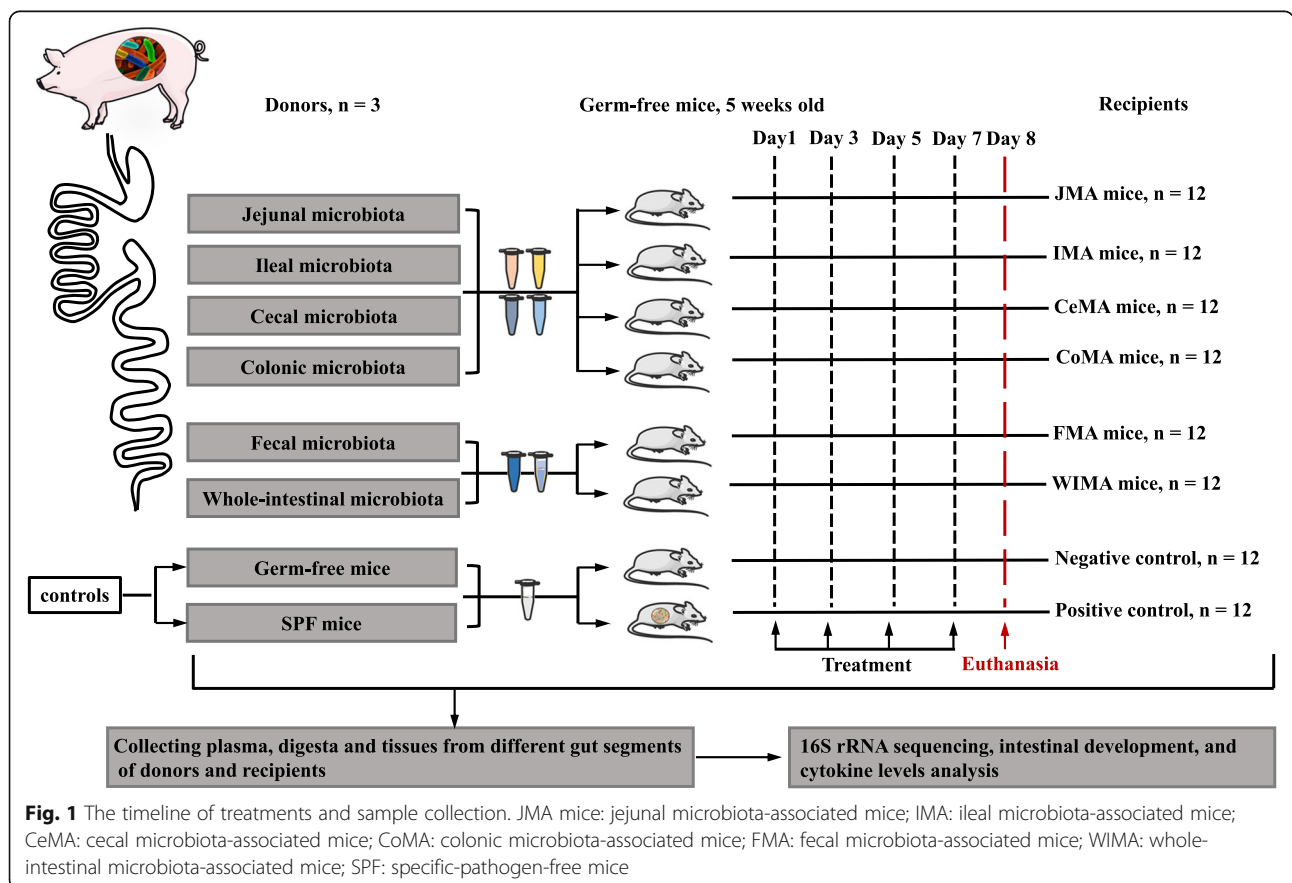 Donors, n = 3
Germ-free mice, 5 weeks old
Recipients
Day1 Day 3 Day 5 Day 7 Day 8
Jejunal microbiota
Ileal microbiota
Cecal microbiota
Colonic microbiota
Fecal microbiota
Whole-intestinal microbiota
controls
Germ-free mice
SPF mice
JMA mice, n = 12
IMA mice, n = 12
CeMA mice, n = 12
CoMA mice, n = 12
FMA mice, n = 12
WIMA mice, n = 12
Negative control, n = 12
Positive control, n = 12
Treatment
Euthanasia
Collecting plasma, digesta and tissues from different gut segments
of donors and recipients
16S rRNA sequencing, intestinal development, and
cytokine levels analysis
Fig. 1 The timeline of treatments and sample collection. JMA mice: jejunal microbiota-associated mice; IMA: ileal microbiota-associated mice;
CeMA: cecal microbiota-associated mice; CoMA: colonic microbiota-associated mice; FMA: fecal microbiota-associated mice; WIMA: whole-
intestinal microbiota-associated mice; SPF: specific-pathogen-free mice